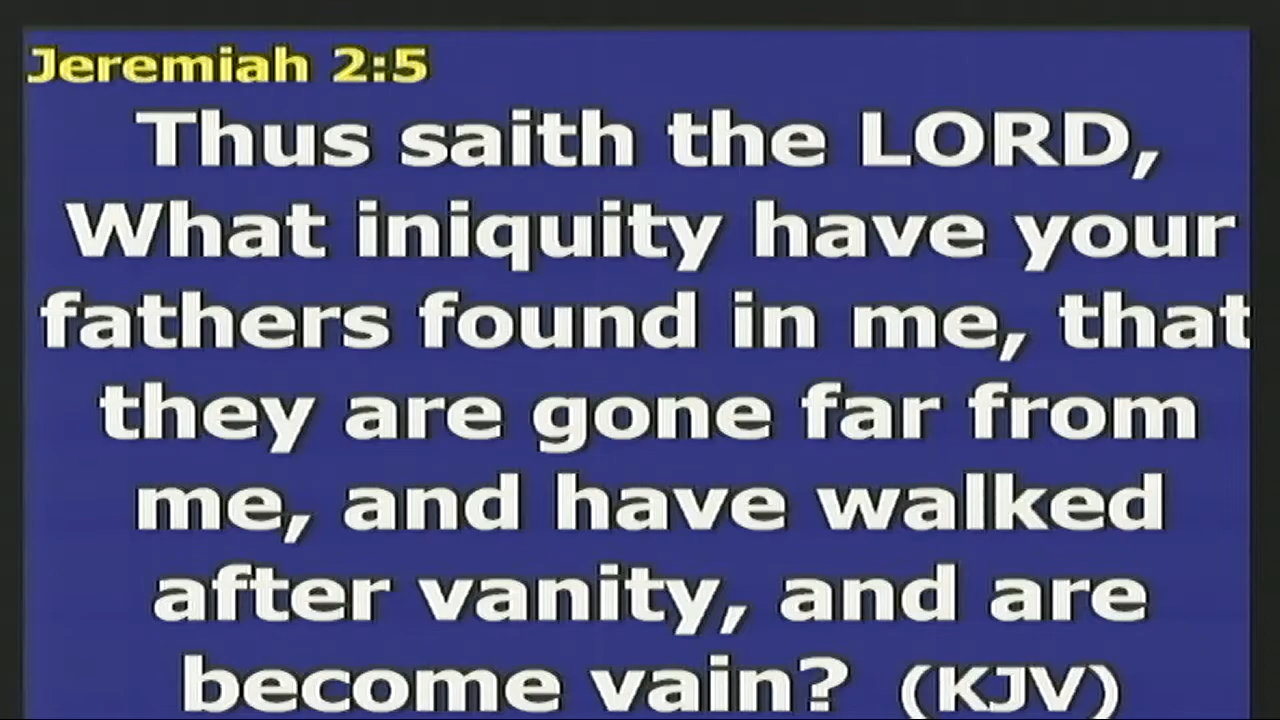 Jeremiah 2:5
Thus saith the LORD,
What iniquity have your
fathers found in me, that
they are gone far from
me, and have walked
after vanity, and are
become vain? (KJV)